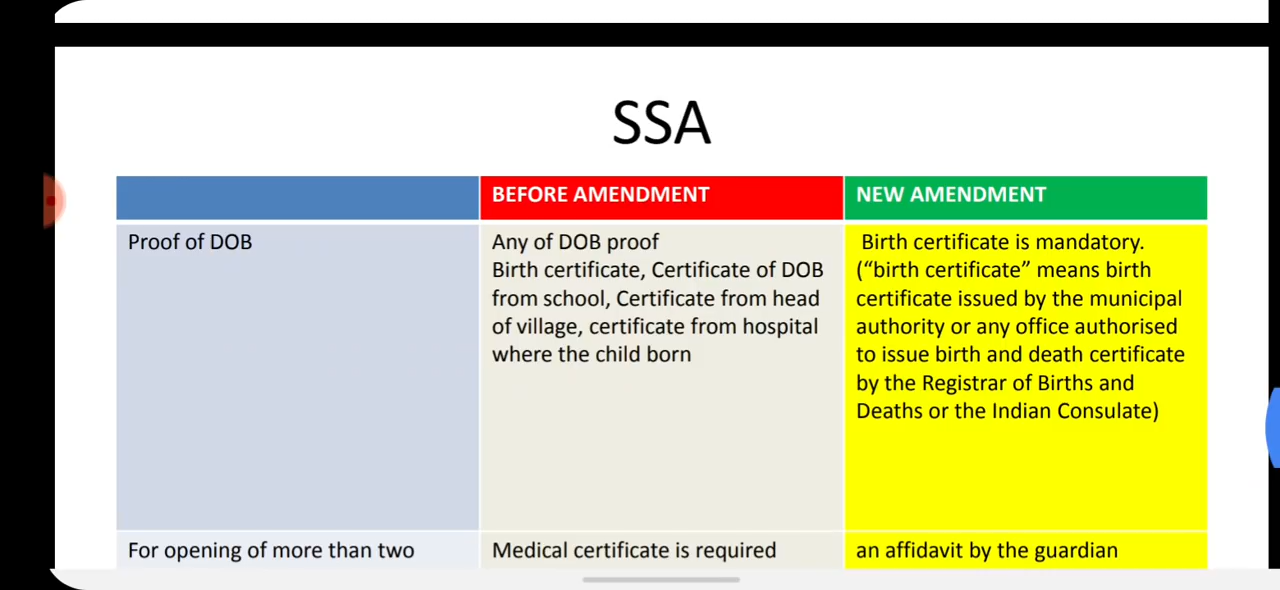 SSA
BEFORE AMENDMENT
NEW AMENDMENT
Proof of DOB
Any of DOB proof
Birth certificate, Certificate of DOB
from school, Certificate from head
of village, certificate from hospital
where the child born
Birth certificate is mandatory.
(“birth certificate” means birth
certificate issued by the municipal
authority or any office authorised
to issue birth and death certificate
by the Registrar of Births and
Deaths or the Indian Consulate)
For opening of more than two
Medical certificate is required
an affidavit by the guardian